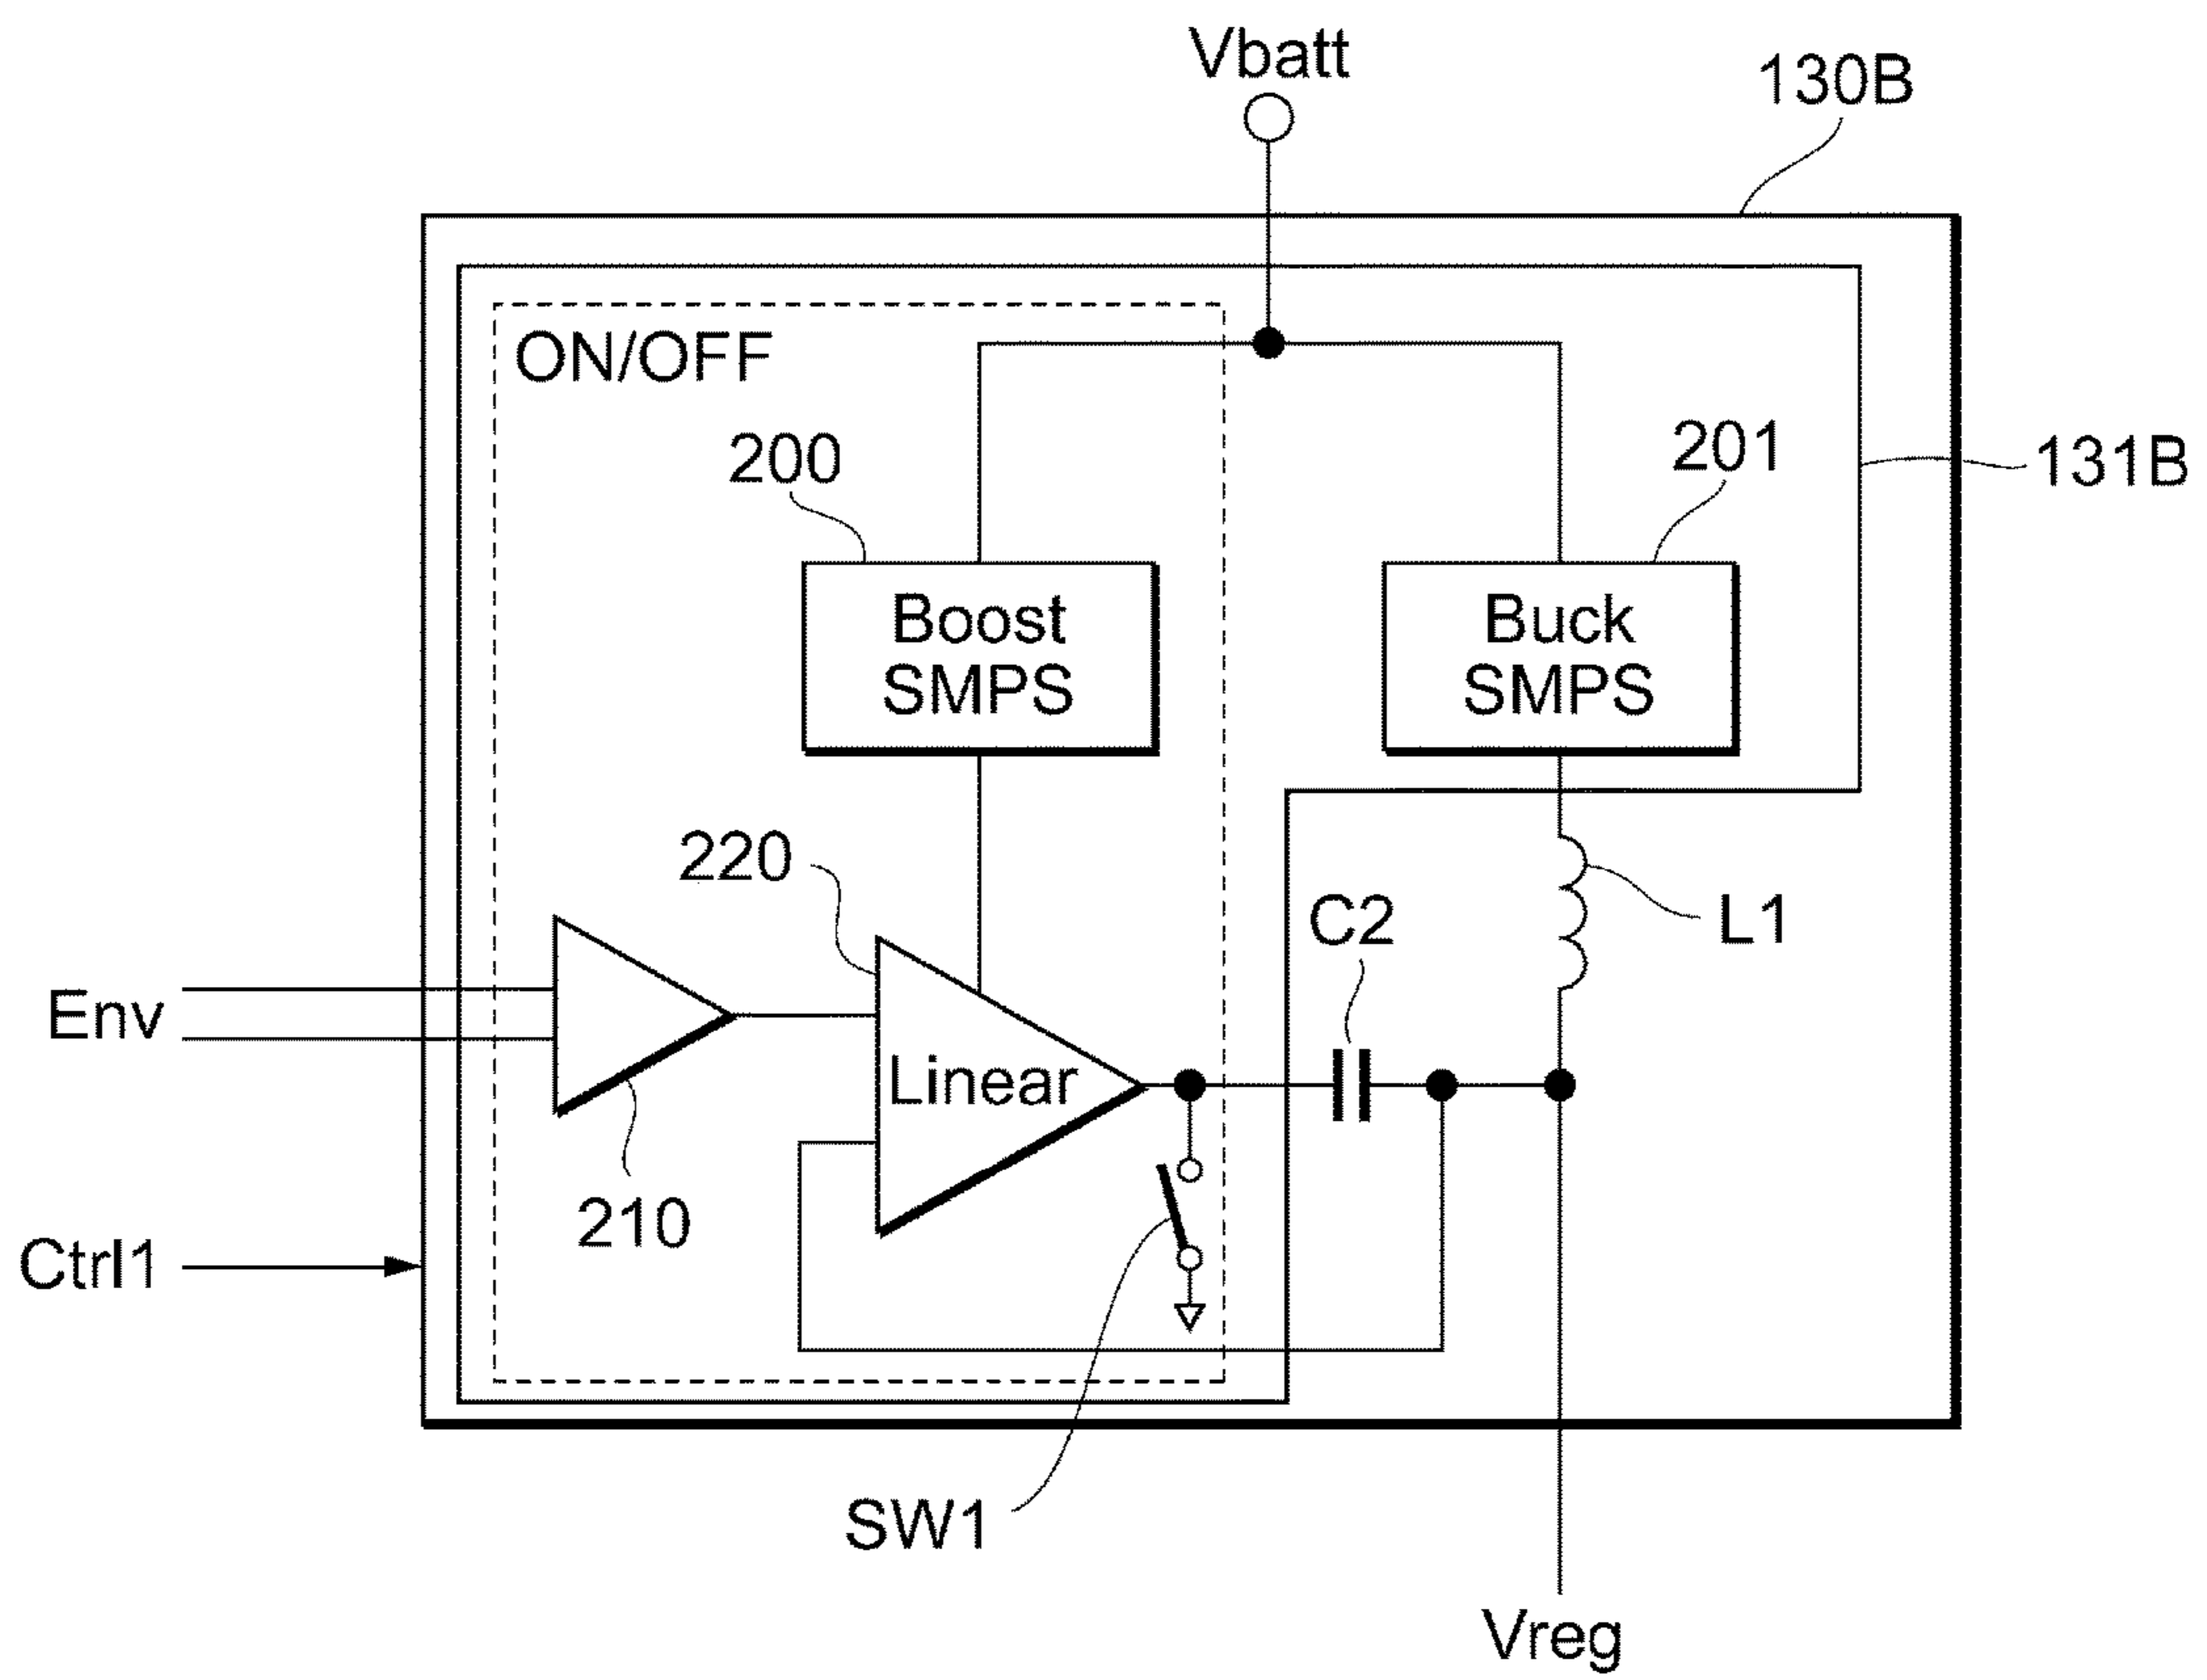 Vbatt
130B
ON/OFF
200
201
131B
Boost
SMPS
Buck
SMPS
220
C2
L1
Env
Linear
210
Ctrl1
SW1
Vreg